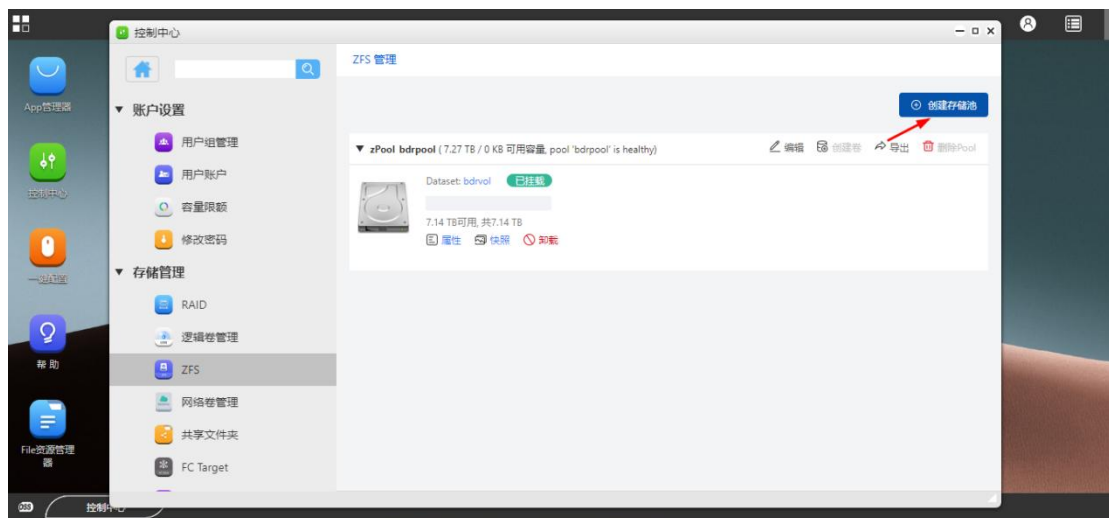 控制中心
ZFS 管理
创建存储池
App管理器
控制中心
一键配置
帮 助
File资源管理
器
账户设置
用户组管理
用户账户
容量限额
修改密码
存储管理
RAID
逻辑卷管理
ZFS
网络卷管理
共享文件夹
FC Target
zPool bdrpool ( 7.27 TB / 0 KB 可用容量, pool 'bdrpool' is healthy)
编辑 创建卷 导出 删除Pool
Dataset: bdrvol 已挂载
7.14 TB可用, 共7.14 TB
属性 快照 卸载
控制中心